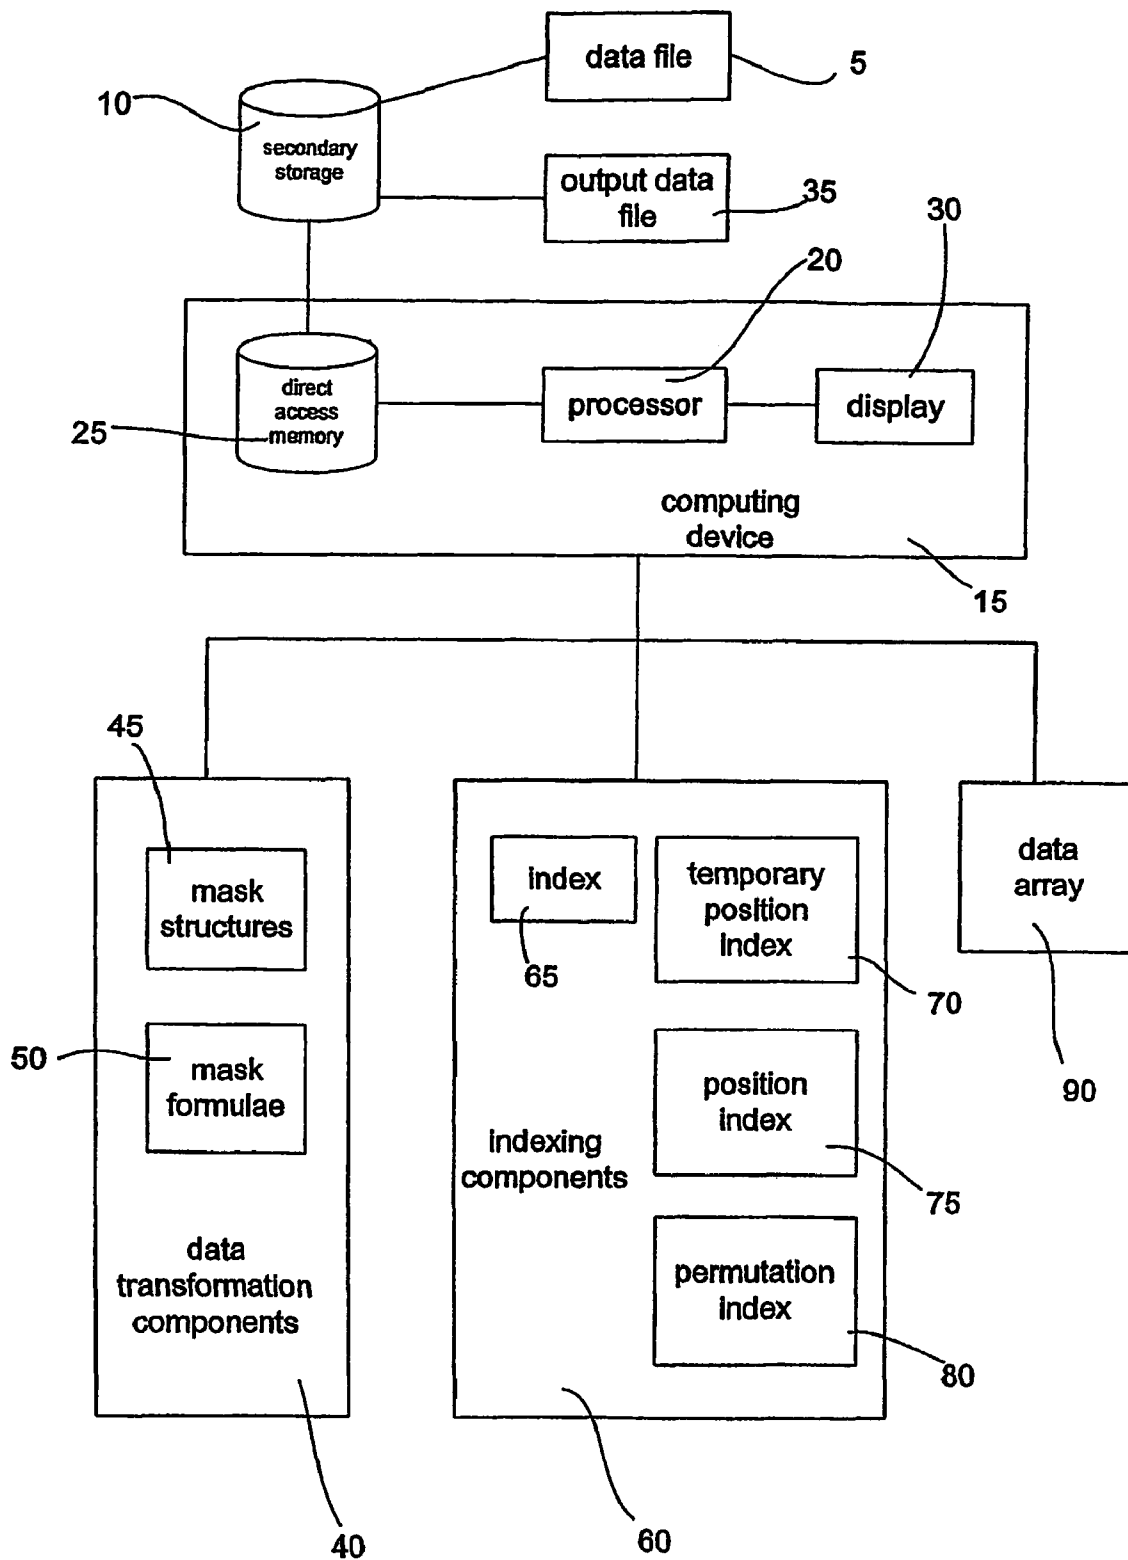 data file
5
10
secondary
storage
output data
file
35
30
20
direct
access
memory
25
processor
display
computing
device
15
45
mask
structures
index
65
temporary
position
index
70
data
array
90
50
mask
formulae
position
index
75
indexing
components
data
transformation
components
permutation
index
80
40
60